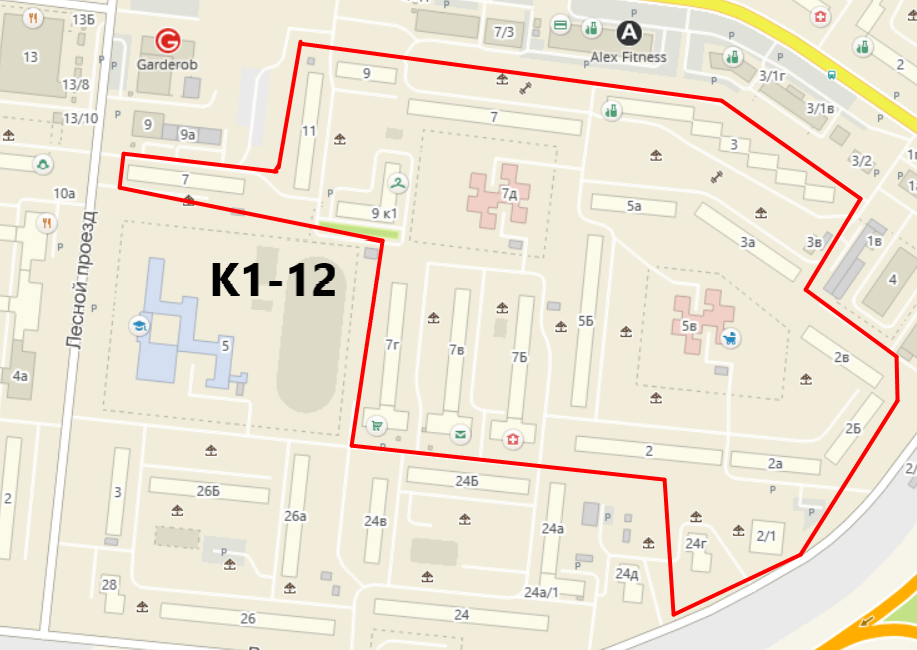 13Б
7/3
13
Garderob
Alex Fitness
3/1г
2
13/8
13/10
9
3/1в
9
9а
11
7
3
3/2
7
7д
10а
5а
9 к1
3а
3в
1в
4
К1-12
Лесной проезд
5в
5Б
5
7г
7в
7Б
2в
4а
2Б
2
2а
24Б
26Б
2
3
26а
24в
24а
2/1
24г
24д
28
24а/1
26
24
P